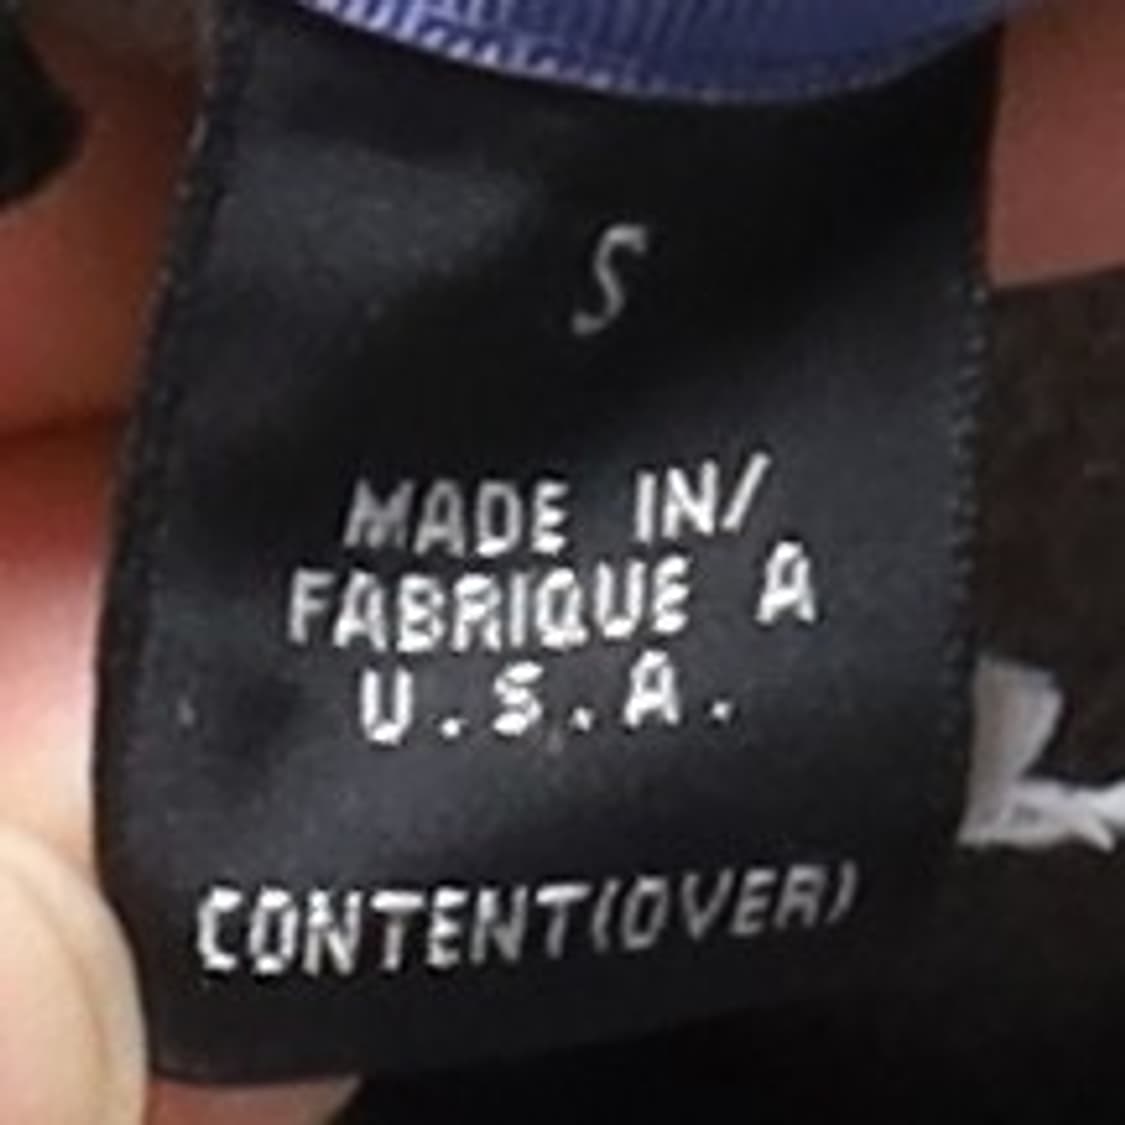 S
MADE IN/
FABRIQUE A
U.S.A.
CONTENT(OVER)